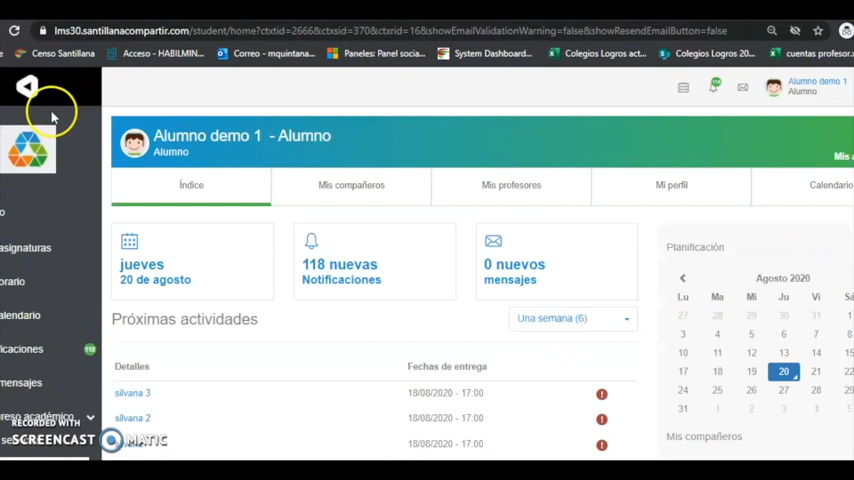 lms30.santillanacompartir.com/student/home?ctxtid=2666&ctxsid=370&ctxrid=16&showEmailValidationWarning=false&showResendEmailButton=false
Censo Santillana
Acceso - HABILMIN...
Correo - mquintana...
Paneles: Panel social...
System Dashboard...
Colegios Logros act...
Colegios Logros 20...
cuentas profesor.
118
Alumno demo 1
Alumno
Alumno demo 1 - Alumno
Alumno
Mis a
Índice
Mis compañeros
Mis profesores
Mi perfil
Calendario
o
asignaturas
orario
alendario
ficaciones
118
mensajes
reso académico
jueves
20 de agosto
118 nuevas
Notificaciones
0 nuevos
mensajes
Próximas actividades
Una semana (6)
Detalles
Fechas de entrega
silvana 3
18/08/2020 - 17:00
silvana 2
18/08/2020 - 17:00
18/08/2020 - 17:00
Planificación
Agosto 2020
Lu Ma Mi Ju Vi Sá
27 28 29 30 31 1
3 4 5 6 7 8
10 11 12 13 14 15
17 18 19 20 21 22
24 25 26 27 28 29
31 1 2 3 4 5
Mis compañeros
RECORDED WITH
SCREENCAST MATIC